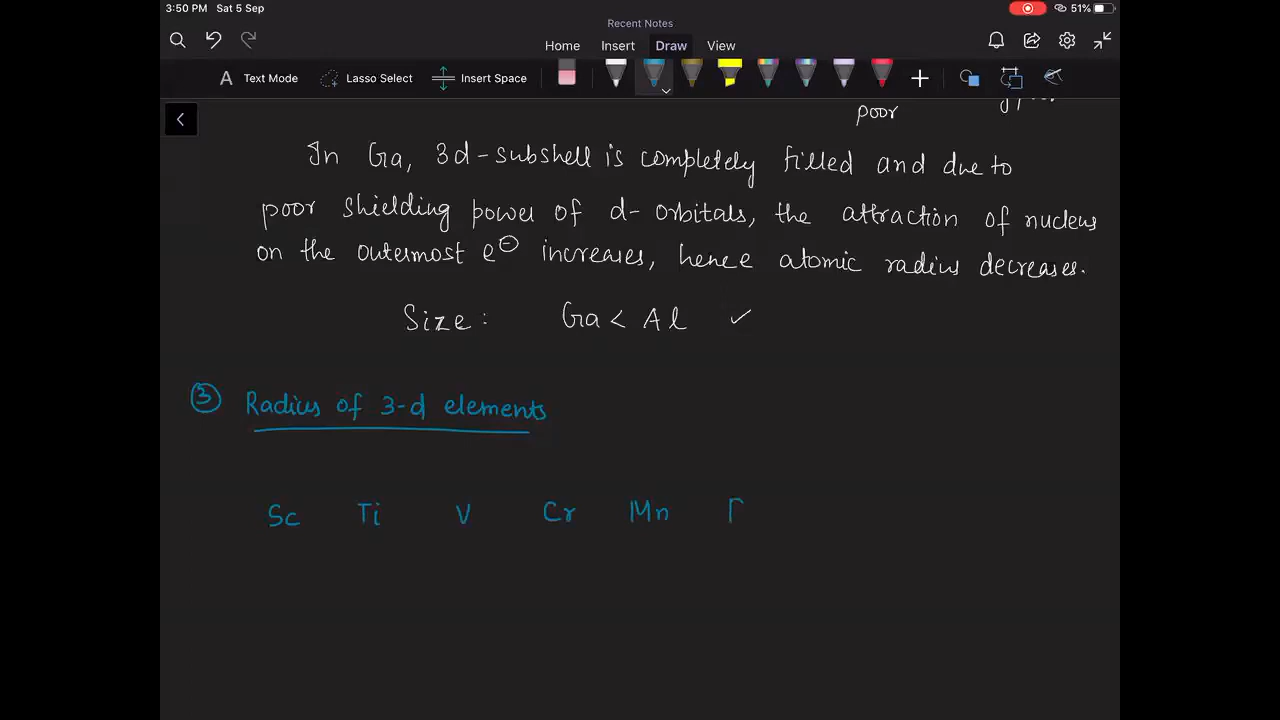 3:50 PM Sat 5 Sep 51%
Recent Notes
Home Insert Draw View
A Text Mode Lasso Select Insert Space
poor
In Ga, 3d-subshell is completely filled and due to
poor shielding power of d-orbitals, the attraction of nucleus
on the outermost e⊖ increases, hence atomic radius decreases.
Size: Ga < Al ✓
③ Radius of 3-d elements
Sc Ti V Cr Mn